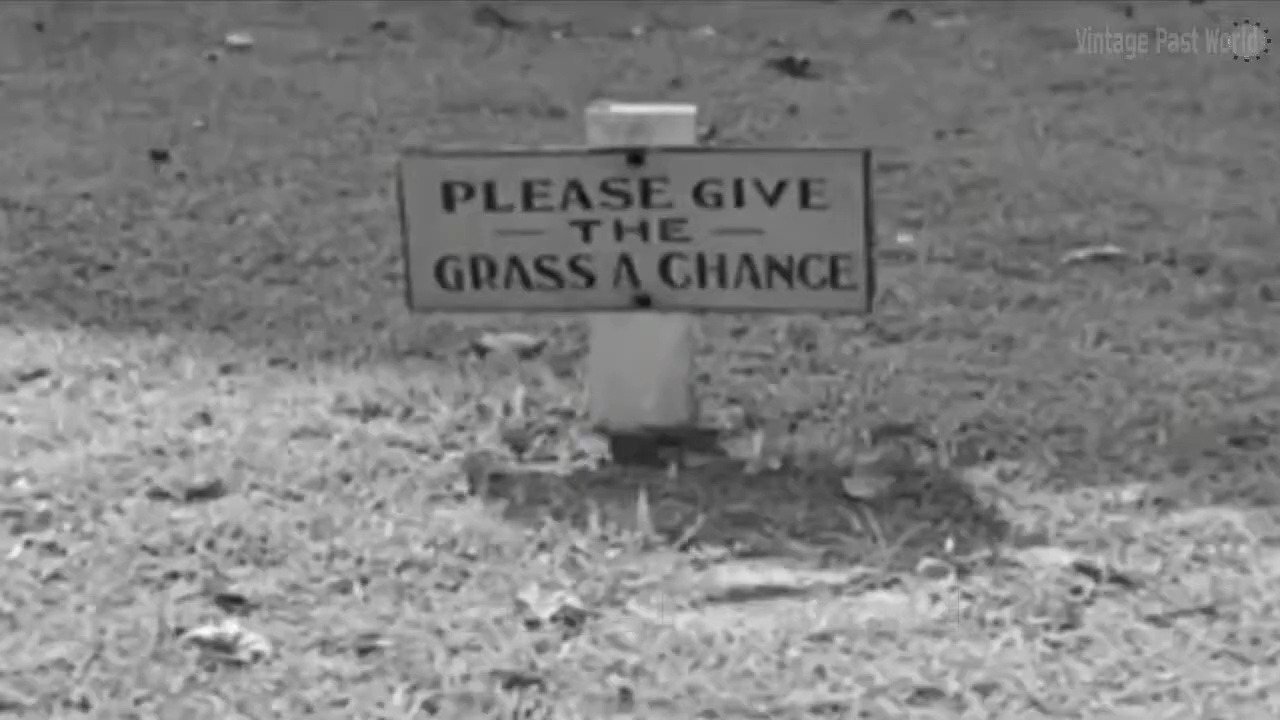 Vintage Past World
PLEASE GIVE
— THE —
GRASS A CHANCE